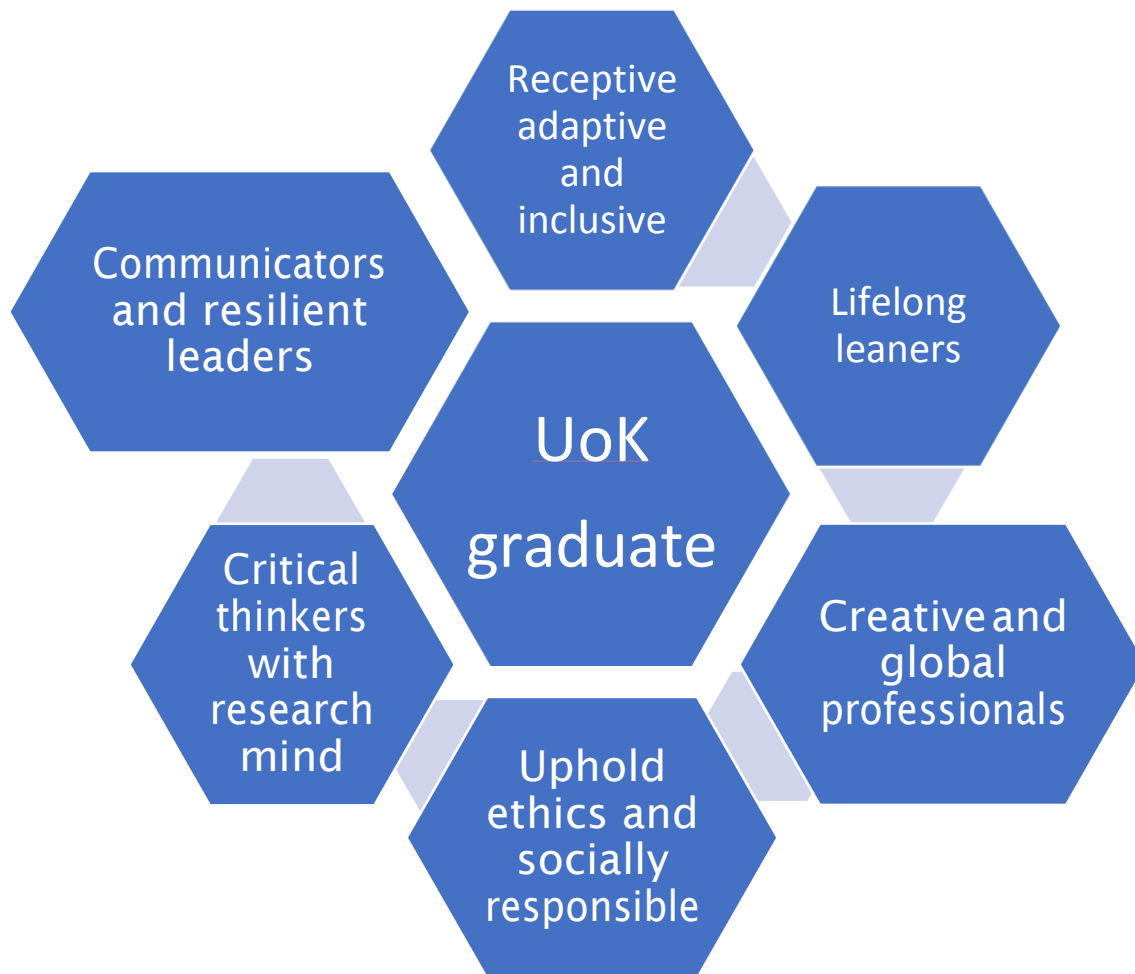 Receptive
adaptive
and
inclusive
Communicators
and resilient
leaders
Lifelong
leaners
UoK
graduate
Critical
thinkers
with
research
mind
Creative and
global
professionals
Uphold
ethics and
socially
responsible